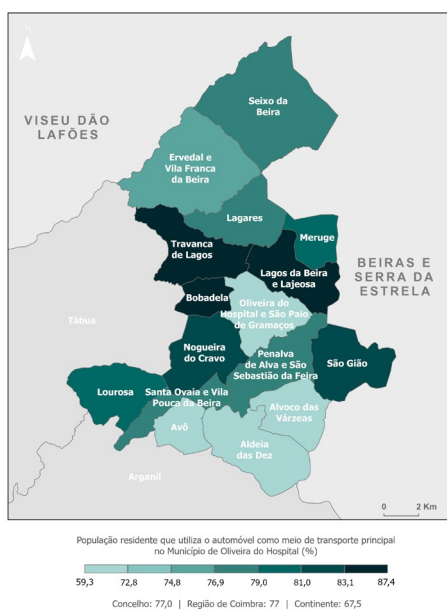 N
VISEU DÃO
LAFÕES
Seixo da
Beira
Ervedal e
Vila Franca
da Beira
Lagares
Meruge
Travanca
de Lagos
BEIRAS E
SERRA DA
ESTRELA
Lagos da Beira
e Lajeosa
Bobadela
Oliveira do
Hospital e São Paio
de Gramaços
Tábua
Nogueira
do Cravo
Penalva
de Alva e São
Sebastião da Feira
São Gião
Lourosa
Santa Ovaia e Vila
Pouca da Beira
Alvoco das
Várzeas
Avô
Aldeia
das Dez
Arganil
0 2 Km
População residente que utiliza o automóvel como meio de transporte principal
no Município de Oliveira do Hospital (%)
59,3 72,8 74,8 76,9 79,0 81,0 83,1 87,4
Concelho: 77,0 | Região de Coimbra: 77 | Continente: 67,5